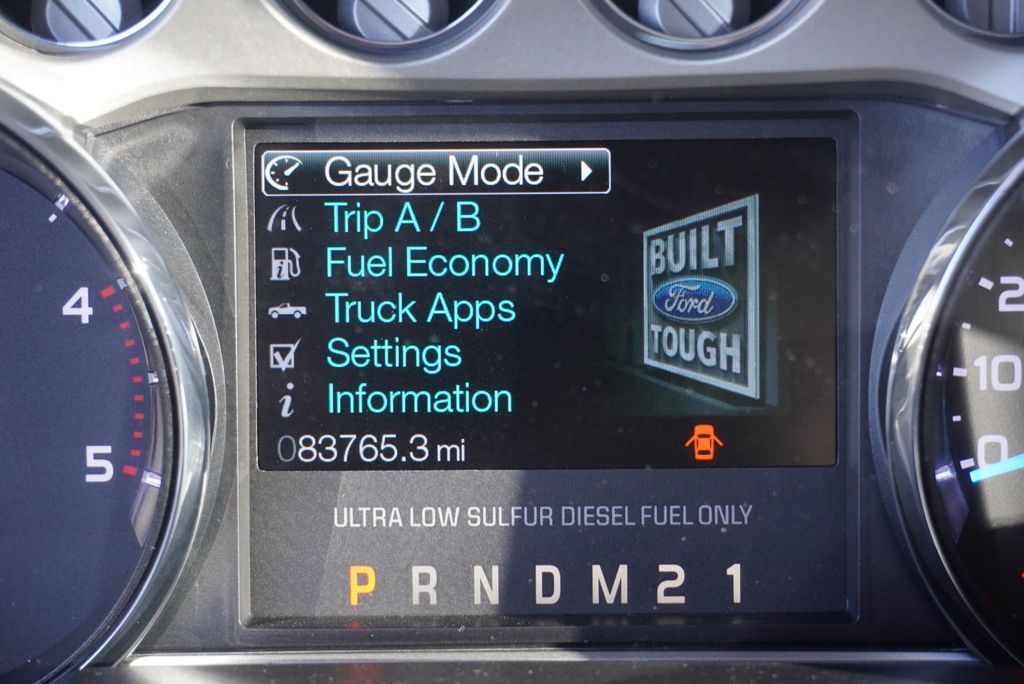 Gauge Mode
Trip A / B
Fuel Economy
Truck Apps
Settings
Information
083765.3 mi
BUILT
Ford
TOUGH
ULTRA LOW SULFUR DIESEL FUEL ONLY
P R N D M 2 1
4
5
10
0